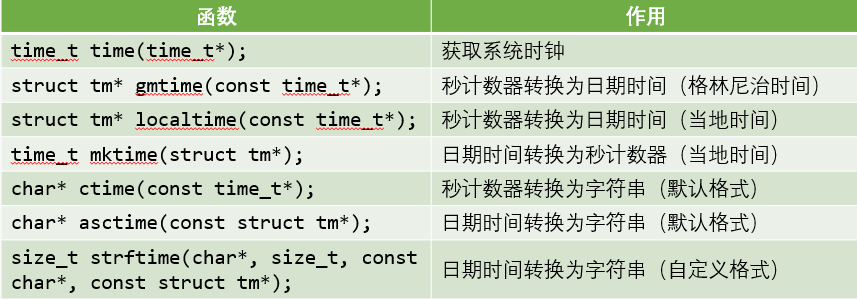 函数 作用
time_t time(time_t*); 获取系统时钟
struct tm* gmtime(const time_t*); 秒计数器转换为日期时间（格林尼治时间）
struct tm* localtime(const time_t*); 秒计数器转换为日期时间（当地时间）
time_t mktime(struct tm*); 日期时间转换为秒计数器（当地时间）
char* ctime(const time_t*); 秒计数器转换为字符串（默认格式）
char* asctime(const struct tm*); 日期时间转换为字符串（默认格式）
size_t strftime(char*, size_t, const
char*, const struct tm*); 日期时间转换为字符串（自定义格式）